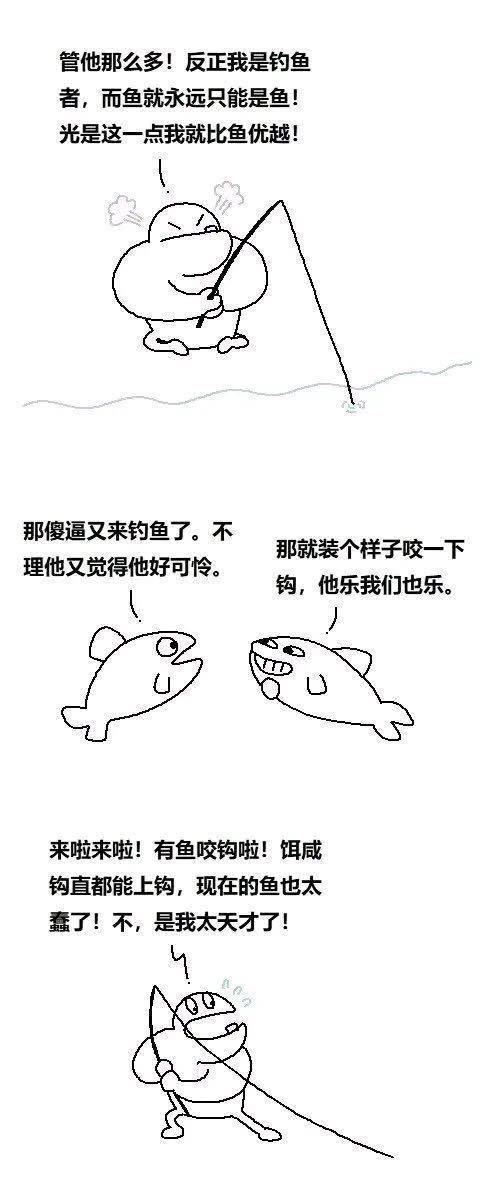 管他那么多！反正我是钓鱼
者，而鱼就永远只能是鱼！
光是这一点我就比鱼优越！
那傻逼又来钓鱼了。不
理他又觉得他好可怜。
那就装个样子咬一下
钩，他乐我们也乐。
来啦来啦！有鱼咬钩啦！饵咸
钩直都能上钩，现在的鱼也太
蠢了！不，是我太天才了！